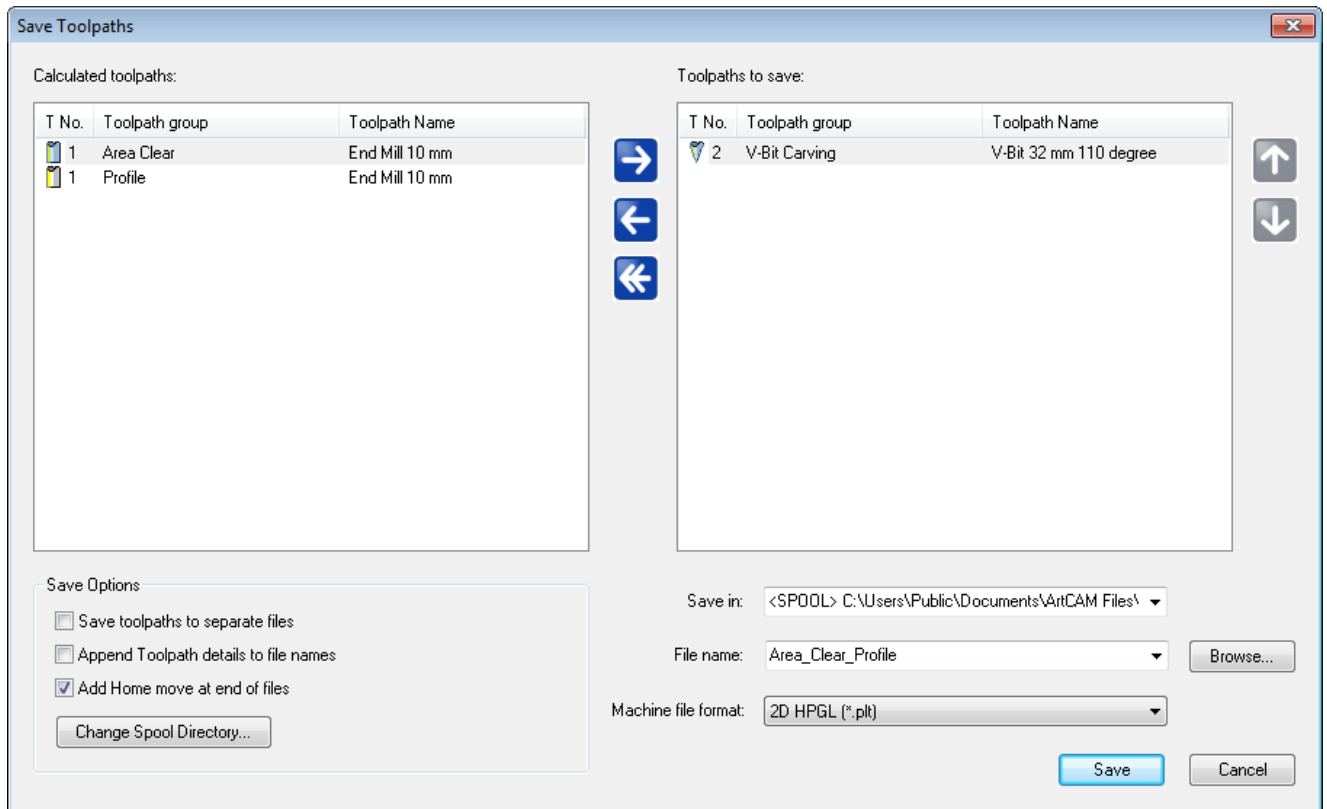 Save Toolpaths
Calculated toolpaths:
T No. Toolpath group Toolpath Name
1 Area Clear End Mill 10 mm
1 Profile End Mill 10 mm
Toolpaths to save:
T No. Toolpath group Toolpath Name
2 V-Bit Carving V-Bit 32 mm 110 degree
Save Options
Save toolpaths to separate files
Append Toolpath details to file names
Add Home move at end of files
Change Spool Directory...
Save in: <SPOOL> C:\Users\Public\Documents\ArtCAM Files\
File name: Area_Clear_Profile Browse...
Machine file format: 2D HPGL (*.plt)
Save Cancel